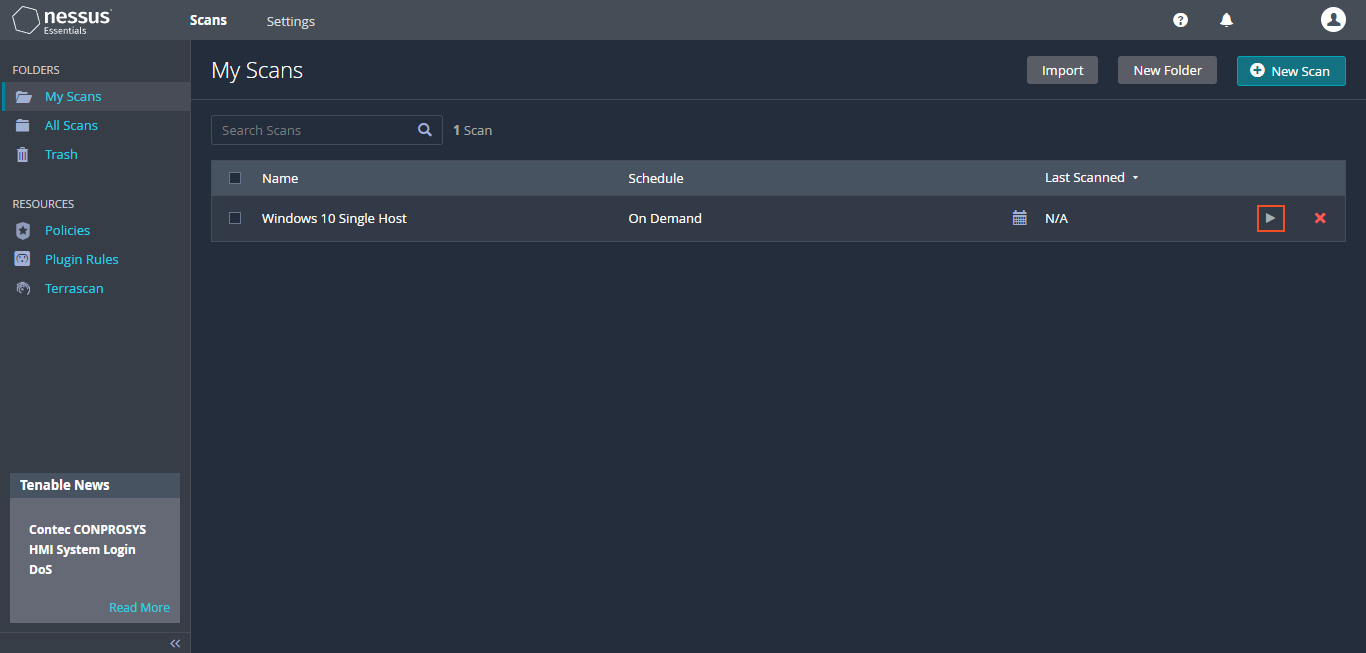 nessus
Essentials
Scans
Settings
FOLDERS
My Scans
All Scans
Trash
RESOURCES
Policies
Plugin Rules
Terrascan
Tenable News
Contec CONPROSYS
HMI System Login
DoS
Read More
My Scans
Import
New Folder
New Scan
Search Scans
1 Scan
Name
Schedule
Last Scanned
Windows 10 Single Host
On Demand
N/A